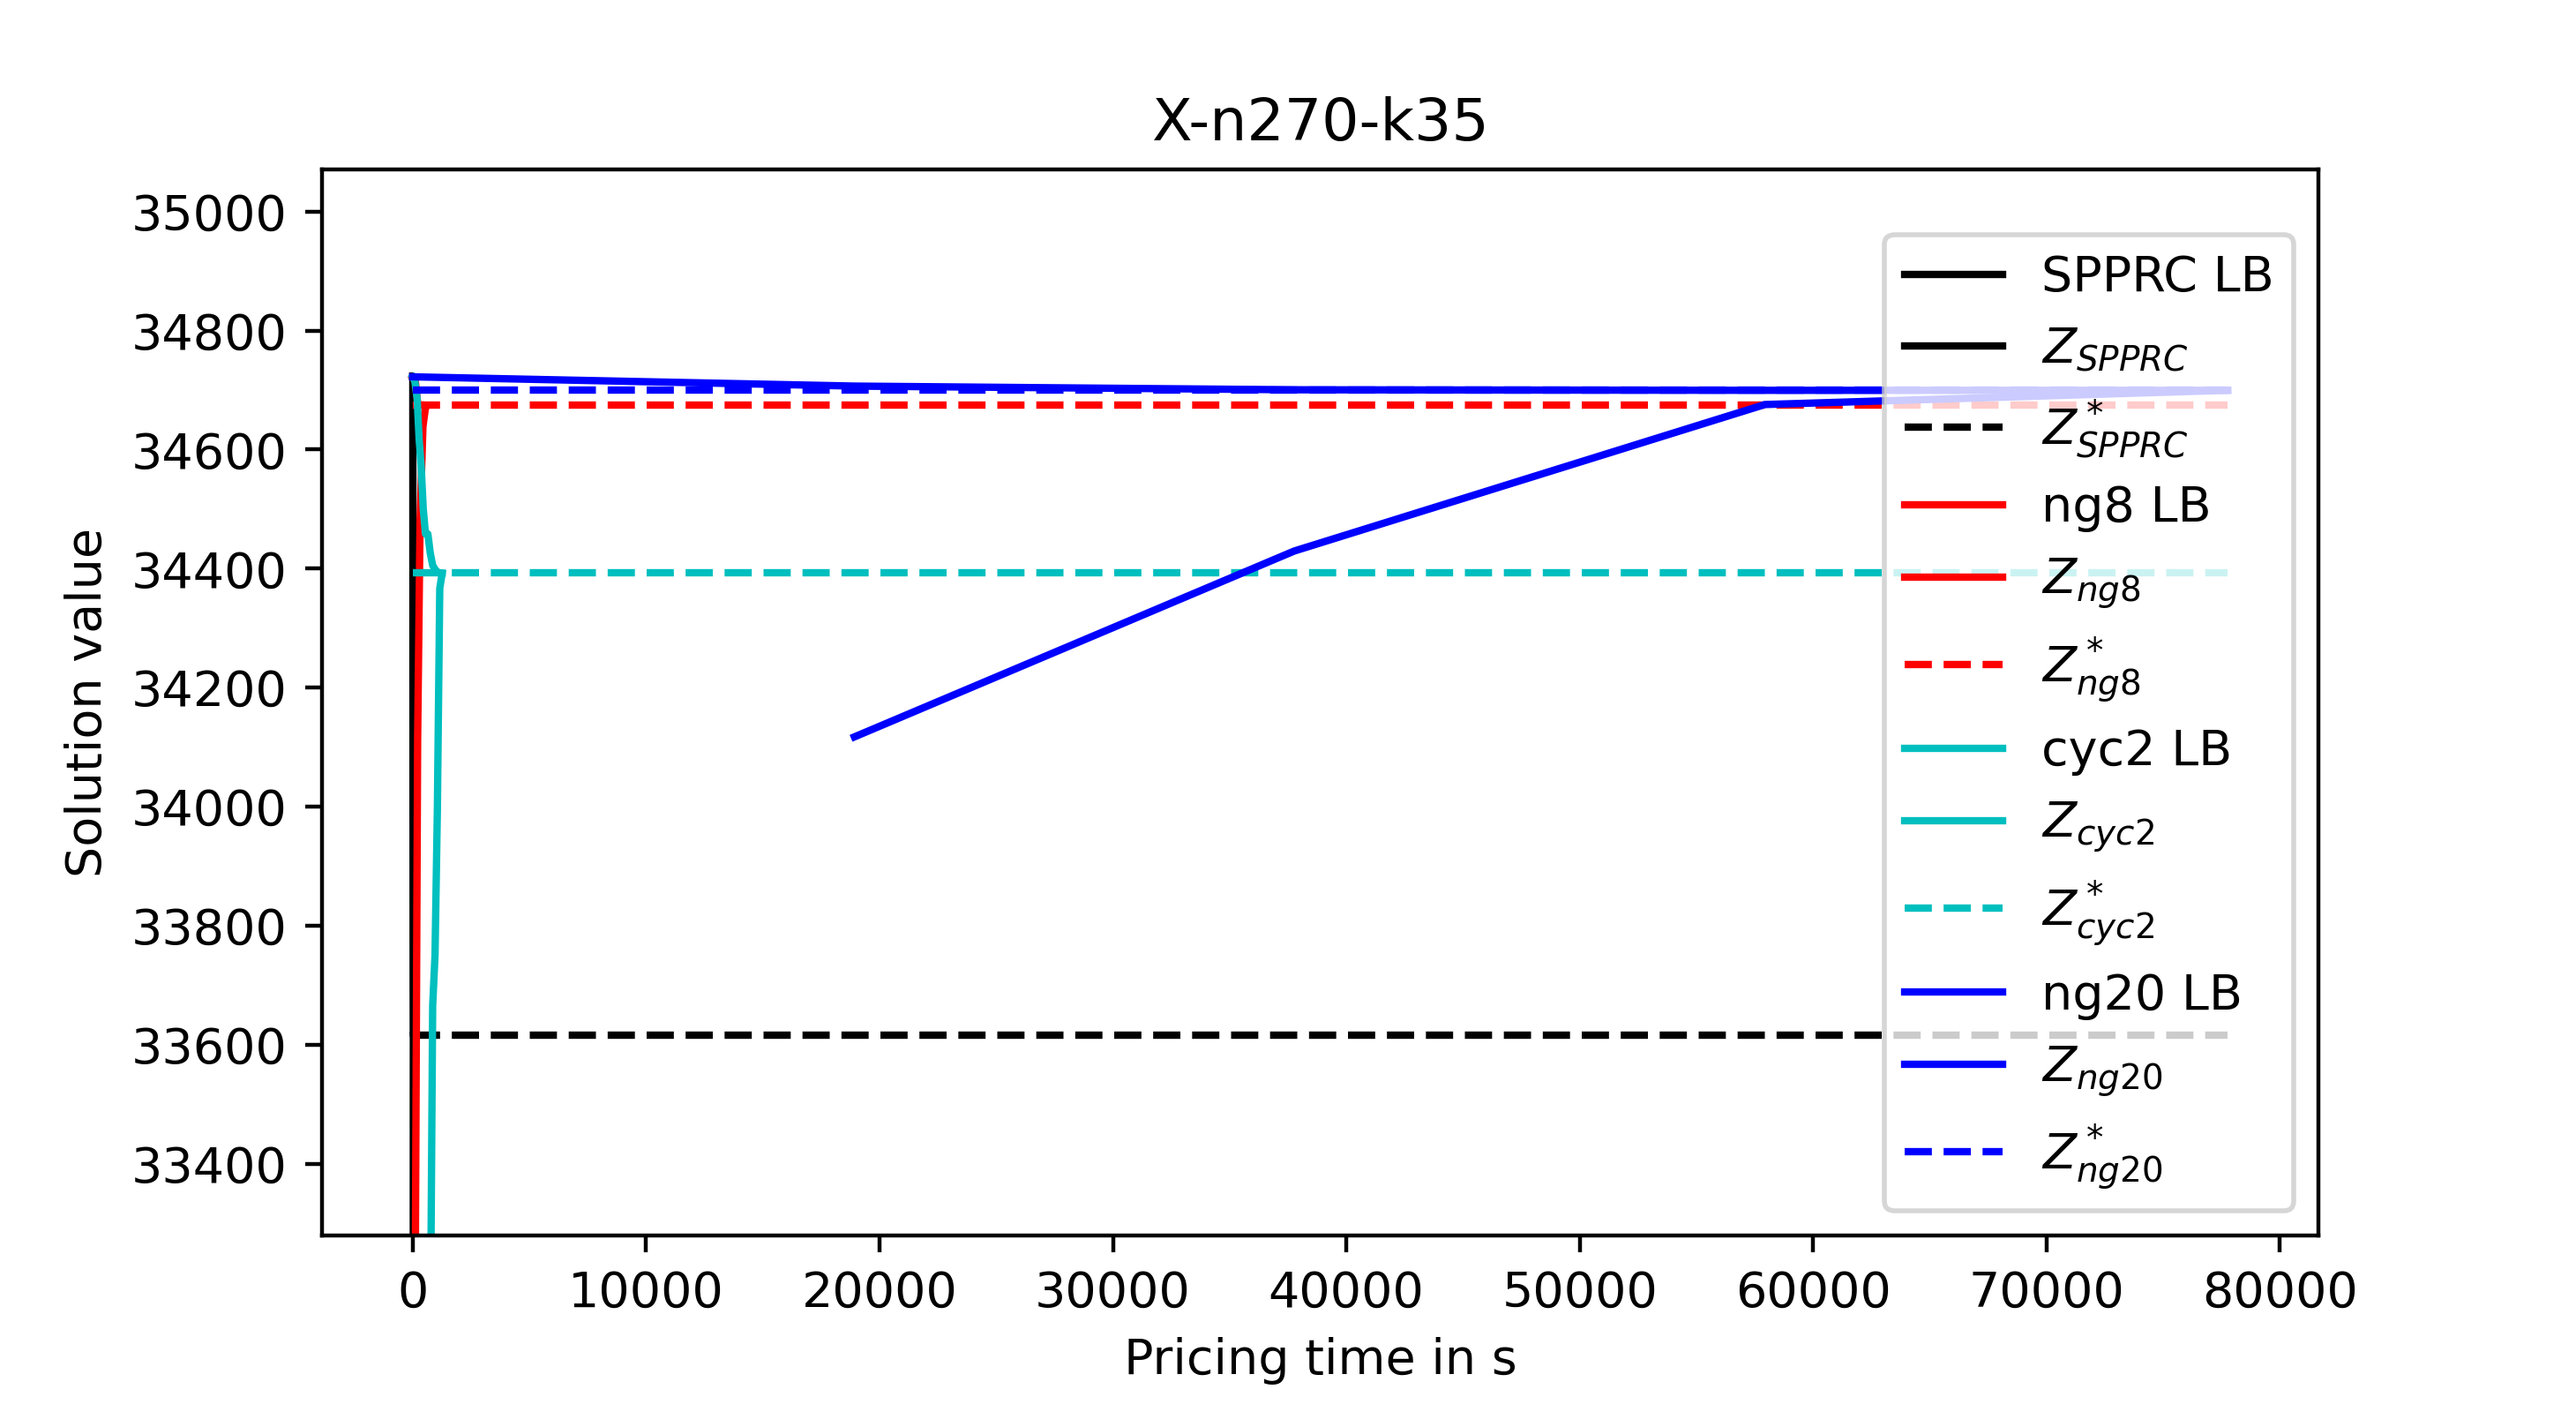 X-n270-k35
35000
34800
34600
34400
34200
34000
33800
33600
33400
Solution value
0 10000 20000 30000 40000 50000 60000 70000 80000
Pricing time in s
SPPRC LB
Z_SPPRC
Z*_SPPRC
ng8 LB
Z_ng8
Z*_ng8
cyc2 LB
Z_cyc2
Z*_cyc2
ng20 LB
Z_ng20
Z*_ng20